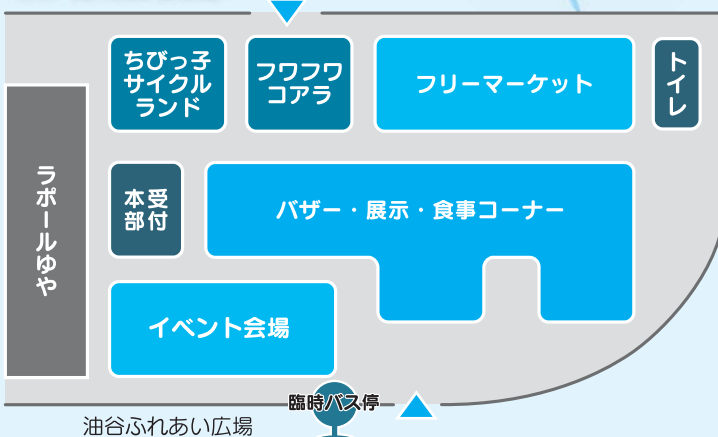 ちびっ子
サイクル
ランド
フワフワ
コアラ
フリーマーケット
トイレ
ラポールゆや
受付
本部
バザー・展示・食事コーナー
イベント会場
臨時バス停
油谷ふれあい広場